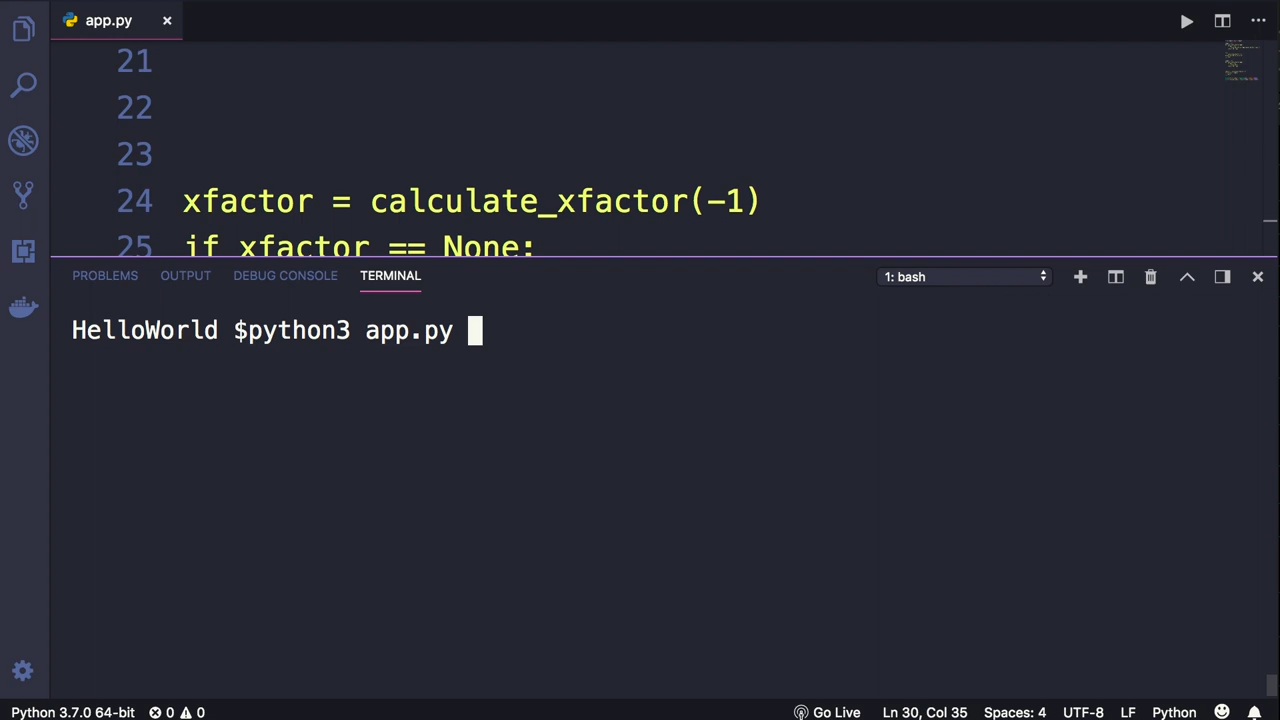 app.py
21
22
23
24 xfactor = calculate_xfactor(-1)
25 if xfactor == None:
PROBLEMS OUTPUT DEBUG CONSOLE TERMINAL 1: bash
HelloWorld $python3 app.py
Python 3.7.0 64-bit 0 0 Go Live Ln 30, Col 35 Spaces: 4 UTF-8 LF Python